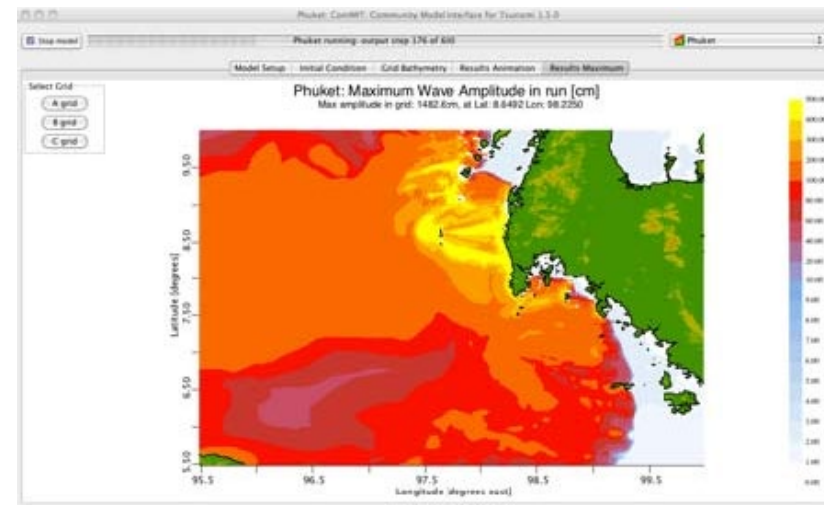 Phuket: ComMIT: Community Model Interface for Tsunami 1.5.0
Stop model
Phuket running: output step 176 of 600
Phuket
Model Setup Initial Condition Grid Bathymetry Results Animation Results Maximum
Select Grid
A grid
B grid
C grid
Phuket: Maximum Wave Amplitude in run [cm]
Max amplitude in grid: 1482.6cm, at Lat: 8.6492 Lon: 98.2250
Latitude [degrees]
9.50
8.50
7.50
6.50
5.50
95.5 96.5 97.5 98.5 99.5
Longitude [degrees east]